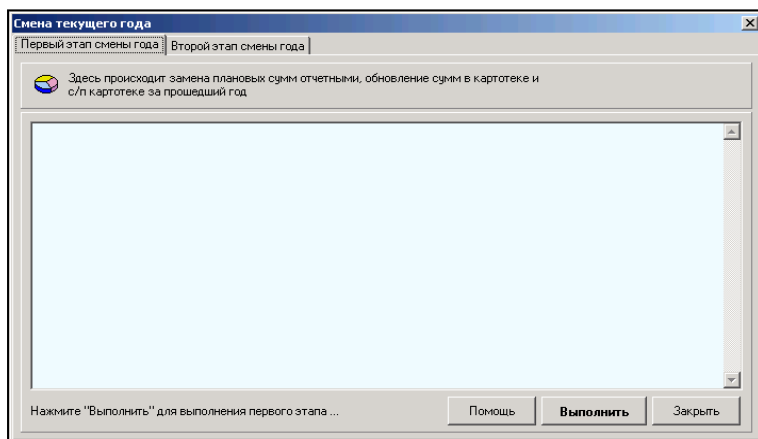 Смена текущего года
Первый этап смены года Второй этап смены года
Здесь происходит замена плановых сумм отчетными, обновление сумм в картотеке и
с/п картотеке за прошедший год
Нажмите "Выполнить" для выполнения первого этапа ... Помощь Выполнить Закрыть